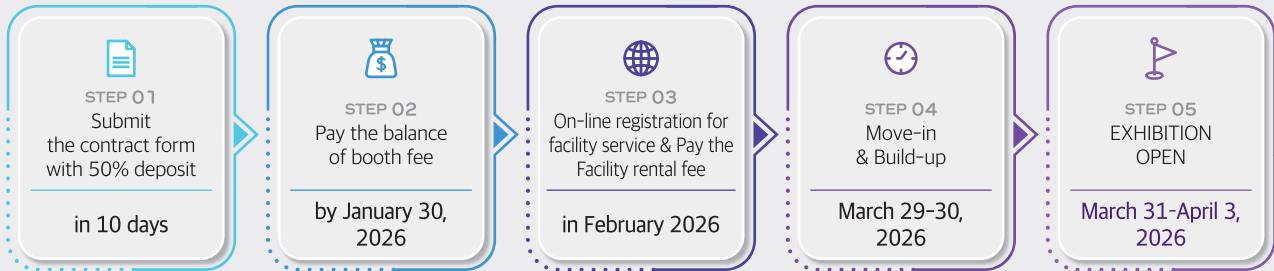 STEP 01
Submit
the contract form
with 50% deposit
in 10 days
$
STEP 02
Pay the balance
of booth fee
by January 30,
2026
STEP 03
On-line registration for
facility service & Pay the
Facility rental fee
in February 2026
STEP 04
Move-in
& Build-up
March 29-30,
2026
STEP 05
EXHIBITION
OPEN
March 31-April 3,
2026